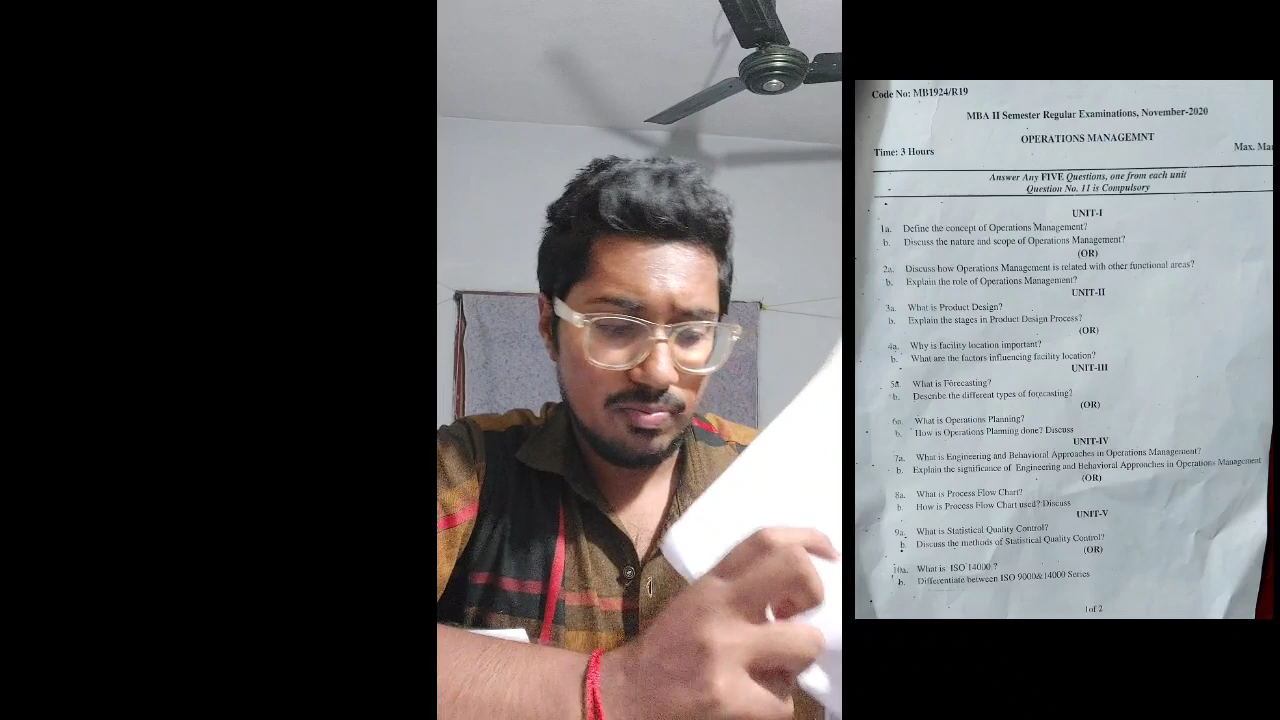 Code No: MB1924/R19
MBA II Semester Regular Examinations, November-2020
OPERATIONS MANAGEMNT
Time: 3 Hours Max.
Answer Any FIVE Questions, one from each unit
Question No. 11 is Compulsory
UNIT-I
1a. Define the concept of Operations Management?
b. Discuss the nature and scope of Operations Management?
(OR)
2a. Discuss how Operations Management is related with other functional areas?
b. Explain the role of Operations Management?
UNIT-II
3a. What is Product Design?
b. Explain the stages in Product Design Process?
(OR)
4a. Why is facility location important?
b. What are the factors influencing facility location?
UNIT-III
5a. What is Forecasting?
b. Describe the different types of forecasting?
(OR)
6a. What is Operations Planning?
b. How is Operations Planning done? Discuss
UNIT-IV
7a. What is Engineering and Behavioral Approaches in Operations Management?
b. Explain the significance of Engineering and Behavioral Approaches in Operations Management
(OR)
8a. What is Process Flow Chart?
b. How is Process Flow Chart used? Discuss
UNIT-V
9a. What is Statistical Quality Control?
b. Discuss the methods of Statistical Quality Control?
(OR)
10a. What is ISO 14000 ?
b. Differentiate between ISO 9000&14000 Series
1 of 2